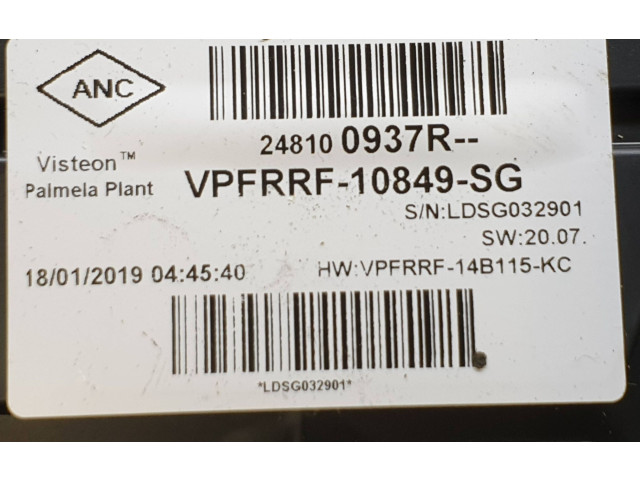 ANC
24810 0937R--
Visteon™
Palmela Plant
VPFRRF-10849-SG
S/N:LDSG032901
SW:20.07.
18/01/2019 04:45:40
HW:VPFRRF-14B115-KC
*LDSG032901*